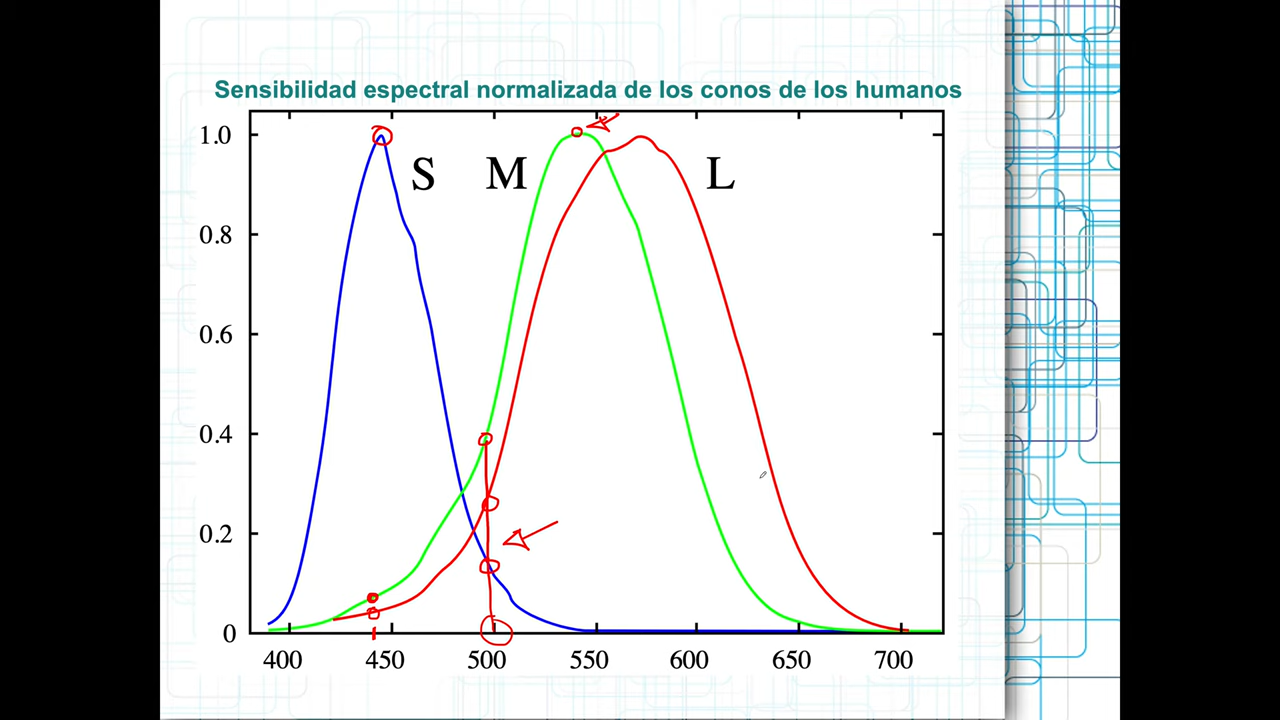 Sensibilidad espectral normalizada de los conos de los humanos
1.0
S M L
0.8
0.6
0.4
0.2
0
400 450 500 550 600 650 700